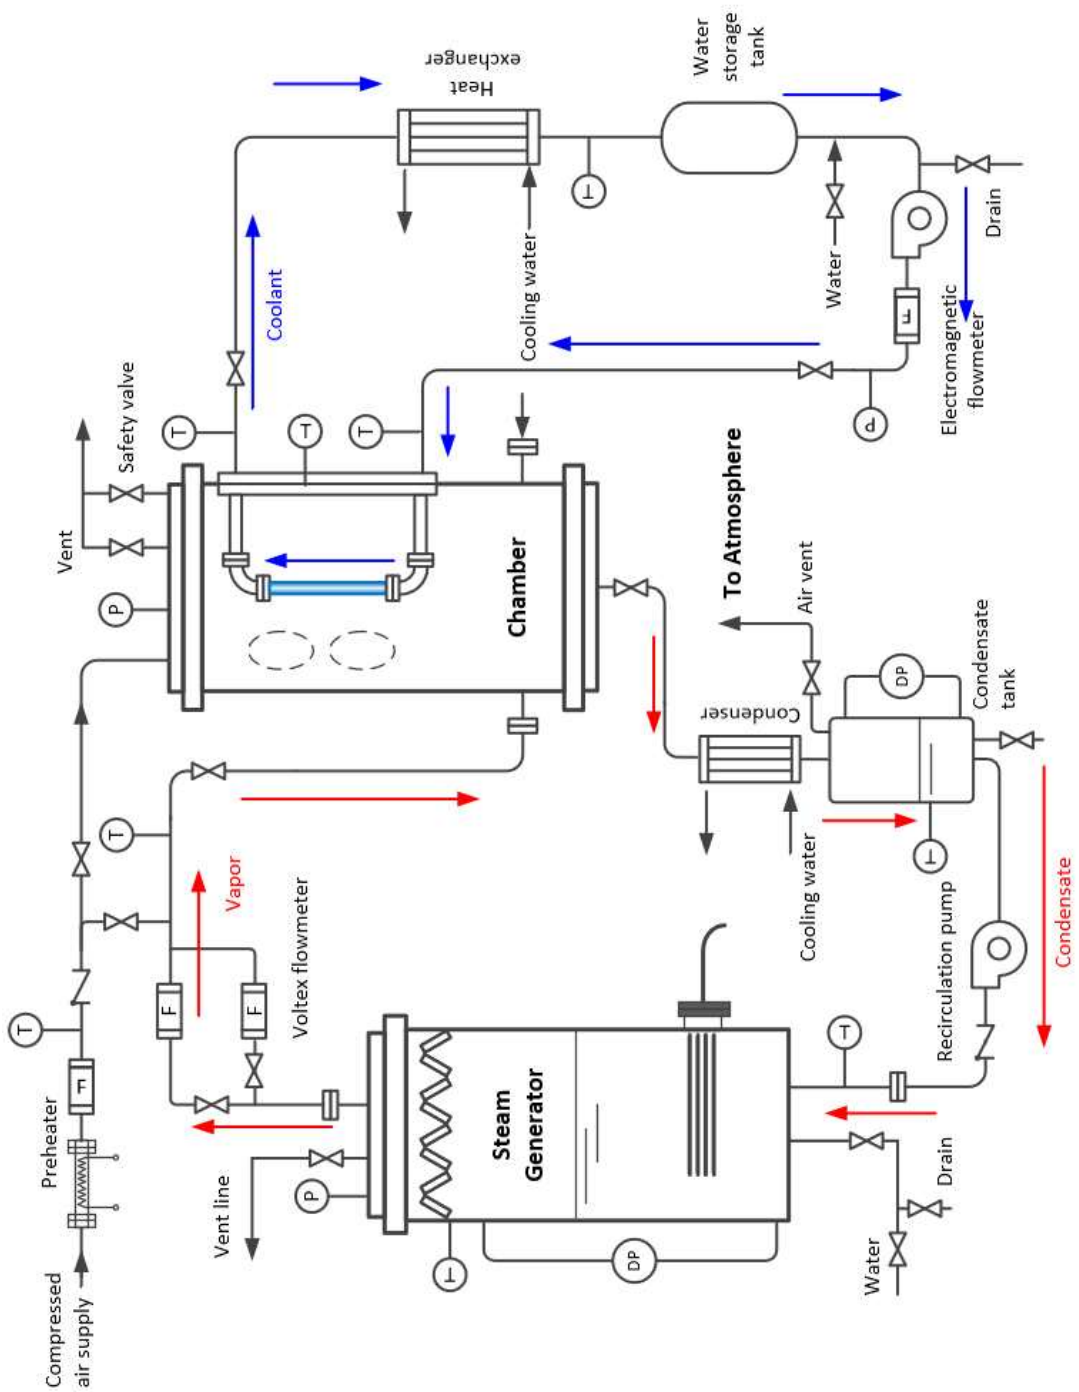 T
Compressed
air supply
Preheater
F
Vent
P
T
Safety valve
T
F
Vent line
Vapor
F
Coolant
Voltex flowmeter
P
T
T
Heat
exchanger
T
Steam
Generator
Chamber
Cooling water
T
DP
Water
storage
tank
To Atmosphere
Condenser
Cooling water
Air vent
Water
T
P
Water
DP
F
T
Recirculation pump
Drain
Electromagnetic
flowmeter
Condensate
tank
Drain
Condensate